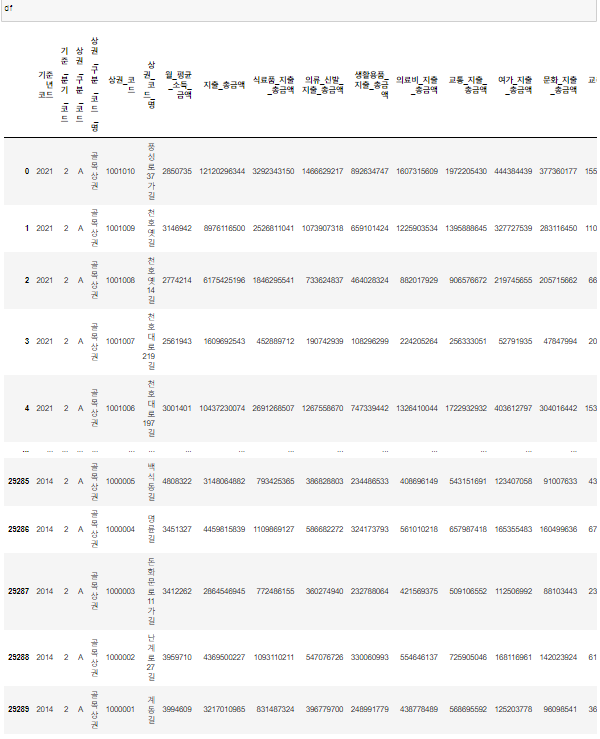 df
기준_년_코드 기준_분기_코드 상권_구분_코드 상권_구분_코드_명 상권_코드 상권_코드_명 월_평균_소득_금액 지출_총금액 식료품_지출_총금액 의류_신발_지출_총금액 생활용품_지출_총금액 의료비_지출_총금액 교통_지출_총금액 여가_지출_총금액 문화_지출_총금액
0 2021 2 A 골목상권 1001010 풍성로37가길 2850735 12120296344 3292343150 1466629217 892634747 1607315609 1972205430 444384439 377360177 155
1 2021 2 A 골목상권 1001009 천호옛길 3146942 8976116500 2526811041 1073907318 659101424 1225903534 1395888645 327727539 283116450 110
2 2021 2 A 골목상권 1001008 천호옛14길 2774214 6175425196 1846295541 733624837 464028324 882017929 906576672 219745655 205715662 66
3 2021 2 A 골목상권 1001007 천호대로219길 2561943 1609692543 452889712 190742939 108296299 224205264 256333051 52791935 47847994 20
4 2021 2 A 골목상권 1001006 천호대로197길 3001401 10437230074 2691268507 1267558670 747339442 1326410044 1722932932 403612797 304016442 153
... ... ... ... ... ... ... ... ... ... ... ... ... ... ... ...
29285 2014 2 A 골목상권 1000005 백석동길 4808322 3148064882 793425365 386828803 234486533 408696149 543151691 123407058 91007633 43
29286 2014 2 A 골목상권 1000004 명륜길 3451327 4459815839 1109869127 586682272 324173793 561010218 657987418 165355483 160499636 67
29287 2014 2 A 골목상권 1000003 돈화문로11가길 3412262 2864546945 772486155 360274940 232788064 421569375 509106552 112506992 88103443 23
29288 2014 2 A 골목상권 1000002 난계로27길 3959710 4369500227 1093110211 547076726 330060993 554646137 725905046 168116961 142023924 61
29289 2014 2 A 골목상권 1000001 계동길 3994609 3217010985 831487324 396779700 248991779 438778489 568695592 125203778 96098541 36